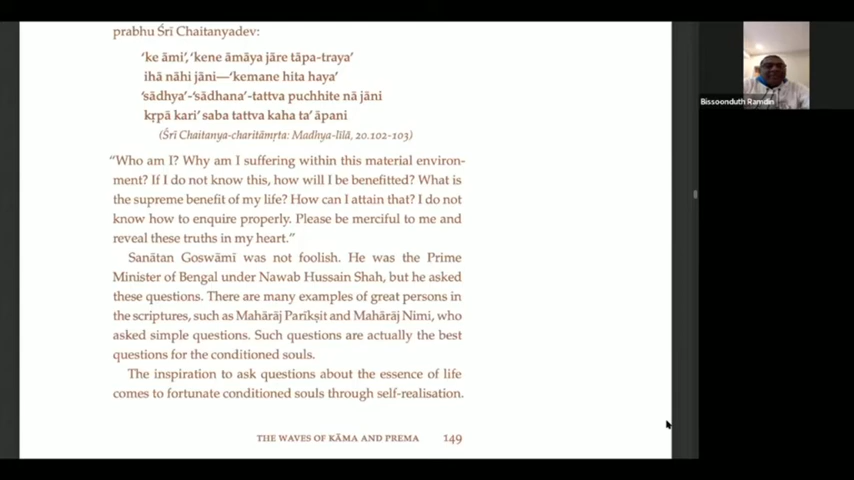 prabhu Śrī Chaitanyadev:
'ke āmi', 'kene āmāya jāre tāpa-traya'
ihā nāhi jāni—'kemane hita haya'
'sādhya'-'sādhana'-tattva puchhite nā jāni
kṛpā kari' saba tattva kaha ta' āpani
(Śrī Chaitanya-charitāmṛta: Madhya-līlā, 20.102-103)
"Who am I? Why am I suffering within this material environ-
ment? If I do not know this, how will I be benefitted? What is
the supreme benefit of my life? How can I attain that? I do not
know how to enquire properly. Please be merciful to me and
reveal these truths in my heart."
Sanātan Goswāmī was not foolish. He was the Prime
Minister of Bengal under Nawab Hussain Shah, but he asked
these questions. There are many examples of great persons in
the scriptures, such as Mahārāj Parīkṣit and Mahārāj Nimi, who
asked simple questions. Such questions are actually the best
questions for the conditioned souls.
The inspiration to ask questions about the essence of life
comes to fortunate conditioned souls through self-realisation.
THE WAVES OF KĀMA AND PREMA 149
Bissoonduth Ramdin